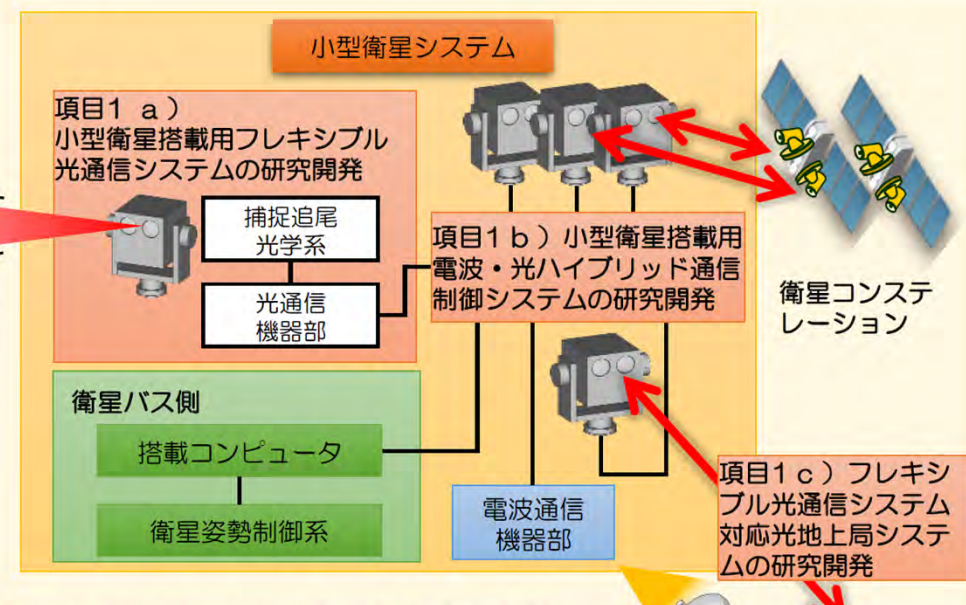 小型衛星システム
項目1 a)
小型衛星搭載用フレキシブル
光通信システムの研究開発
捕捉追尾
光学系
光通信
機器部
項目1b)小型衛星搭載用
電波・光ハイブリッド通信
制御システムの研究開発
衛星コンステ
レーション
衛星バス側
搭載コンピュータ
衛星姿勢制御系
電波通信
機器部
項目1c)フレキシ
ブル光通信システム
対応光地上局システ
ムの研究開発